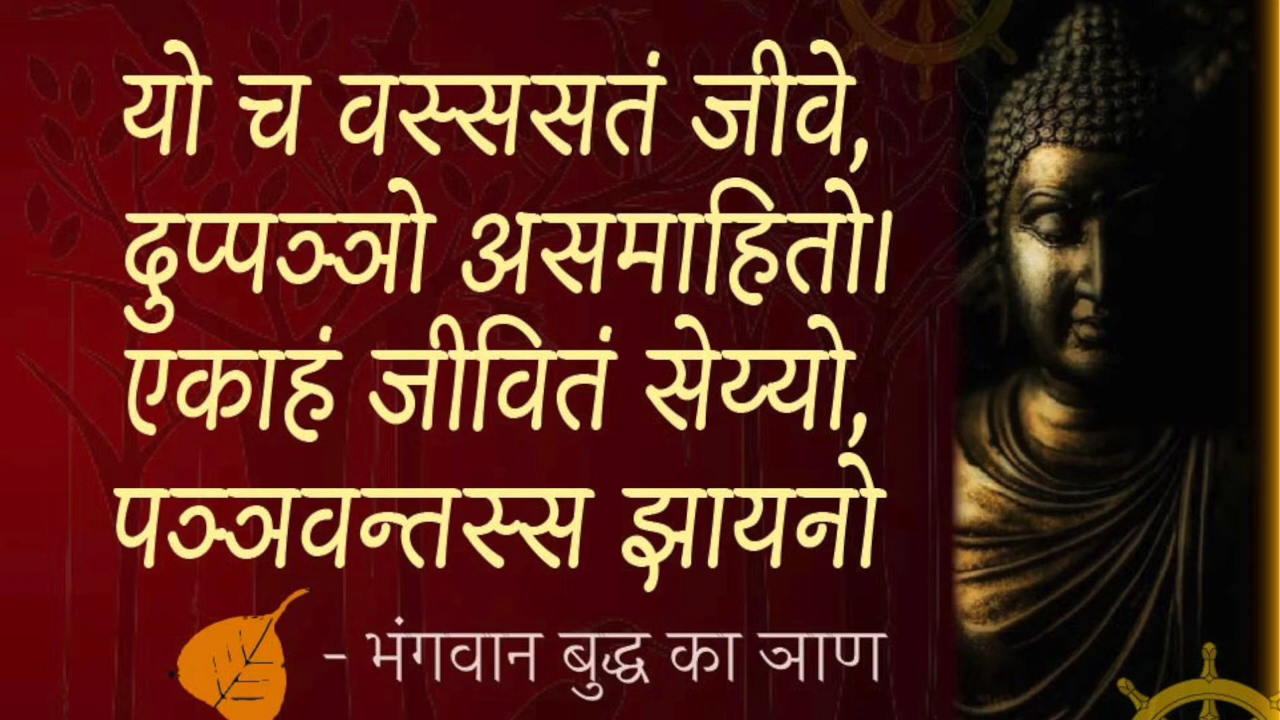 यो च वस्ससतं जीवे,
दुप्पञ्ञो असमाहितो।
एकाहं जीवितं सेय्यो,
पञ्ञवन्तस्स झायनो
- भंगवान बुद्ध का ञाण